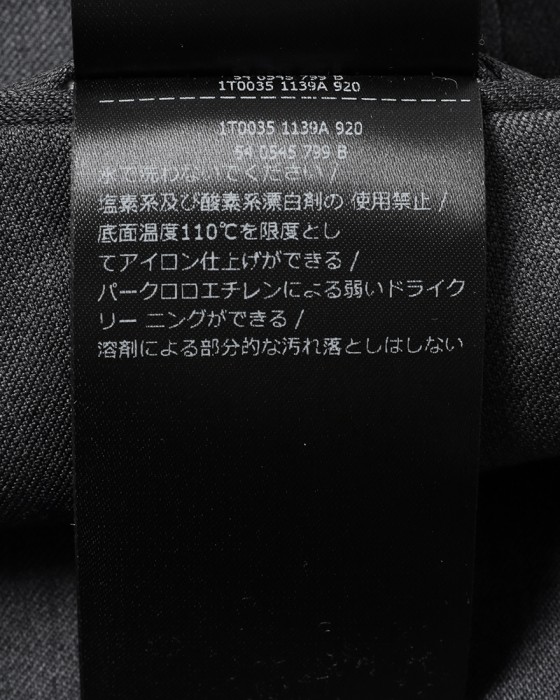 54 0545 799 B
1T0035 1139A 920
1T0035 1139A 920
54 0545 799 B
水で洗わないでください /
塩素系及び酸素系漂白剤の 使用禁止 /
底面温度110℃を限度とし
てアイロン仕上げができる /
パークロロエチレンによる弱いドライク
リー ニングができる /
溶剤による部分的な汚れ落としはしない